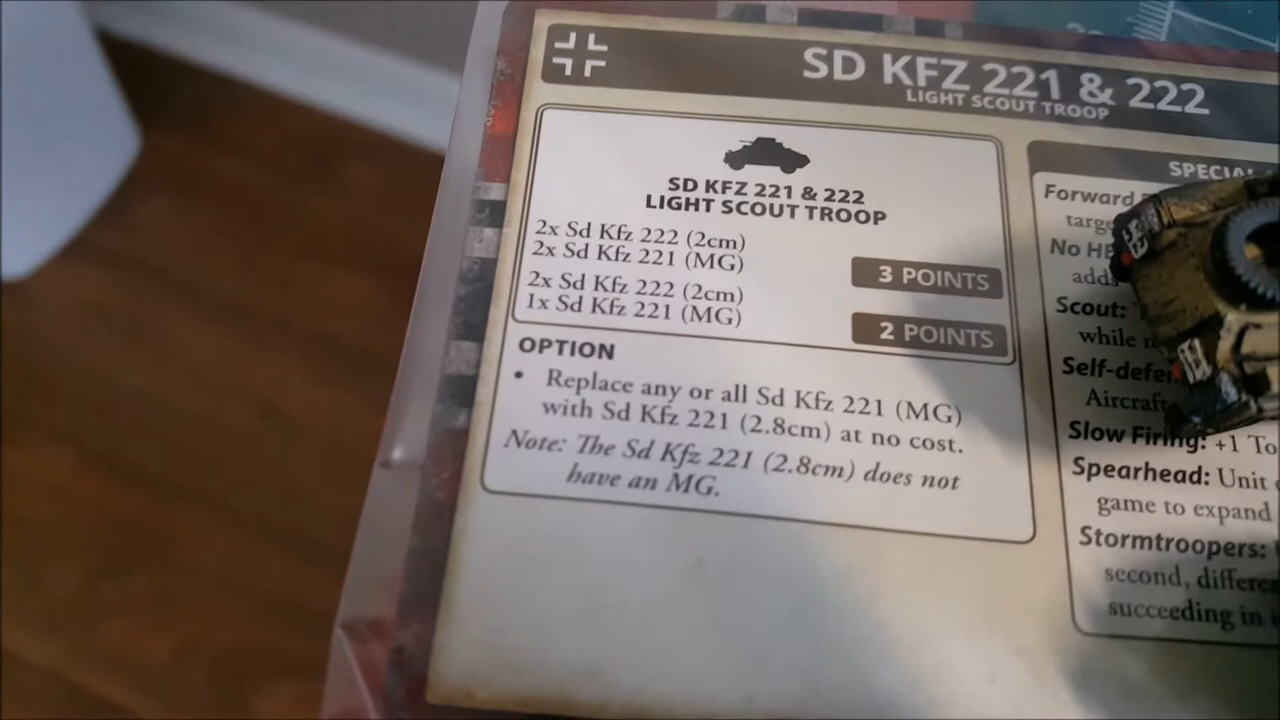 SD KFZ 221 & 222
LIGHT SCOUT TROOP
SD KFZ 221 & 222
LIGHT SCOUT TROOP
2x Sd Kfz 222 (2cm)
2x Sd Kfz 221 (MG)
3 POINTS
2x Sd Kfz 222 (2cm)
1x Sd Kfz 221 (MG)
2 POINTS
OPTION
• Replace any or all Sd Kfz 221 (MG)
with Sd Kfz 221 (2.8cm) at no cost.
Note: The Sd Kfz 221 (2.8cm) does not
have an MG.
Forward
No HE
adds
Scout:
while
Aircraft
Slow Firing: +1 To
Spearhead: Unit
game to expand
Stormtroopers:
second,
succeeding in